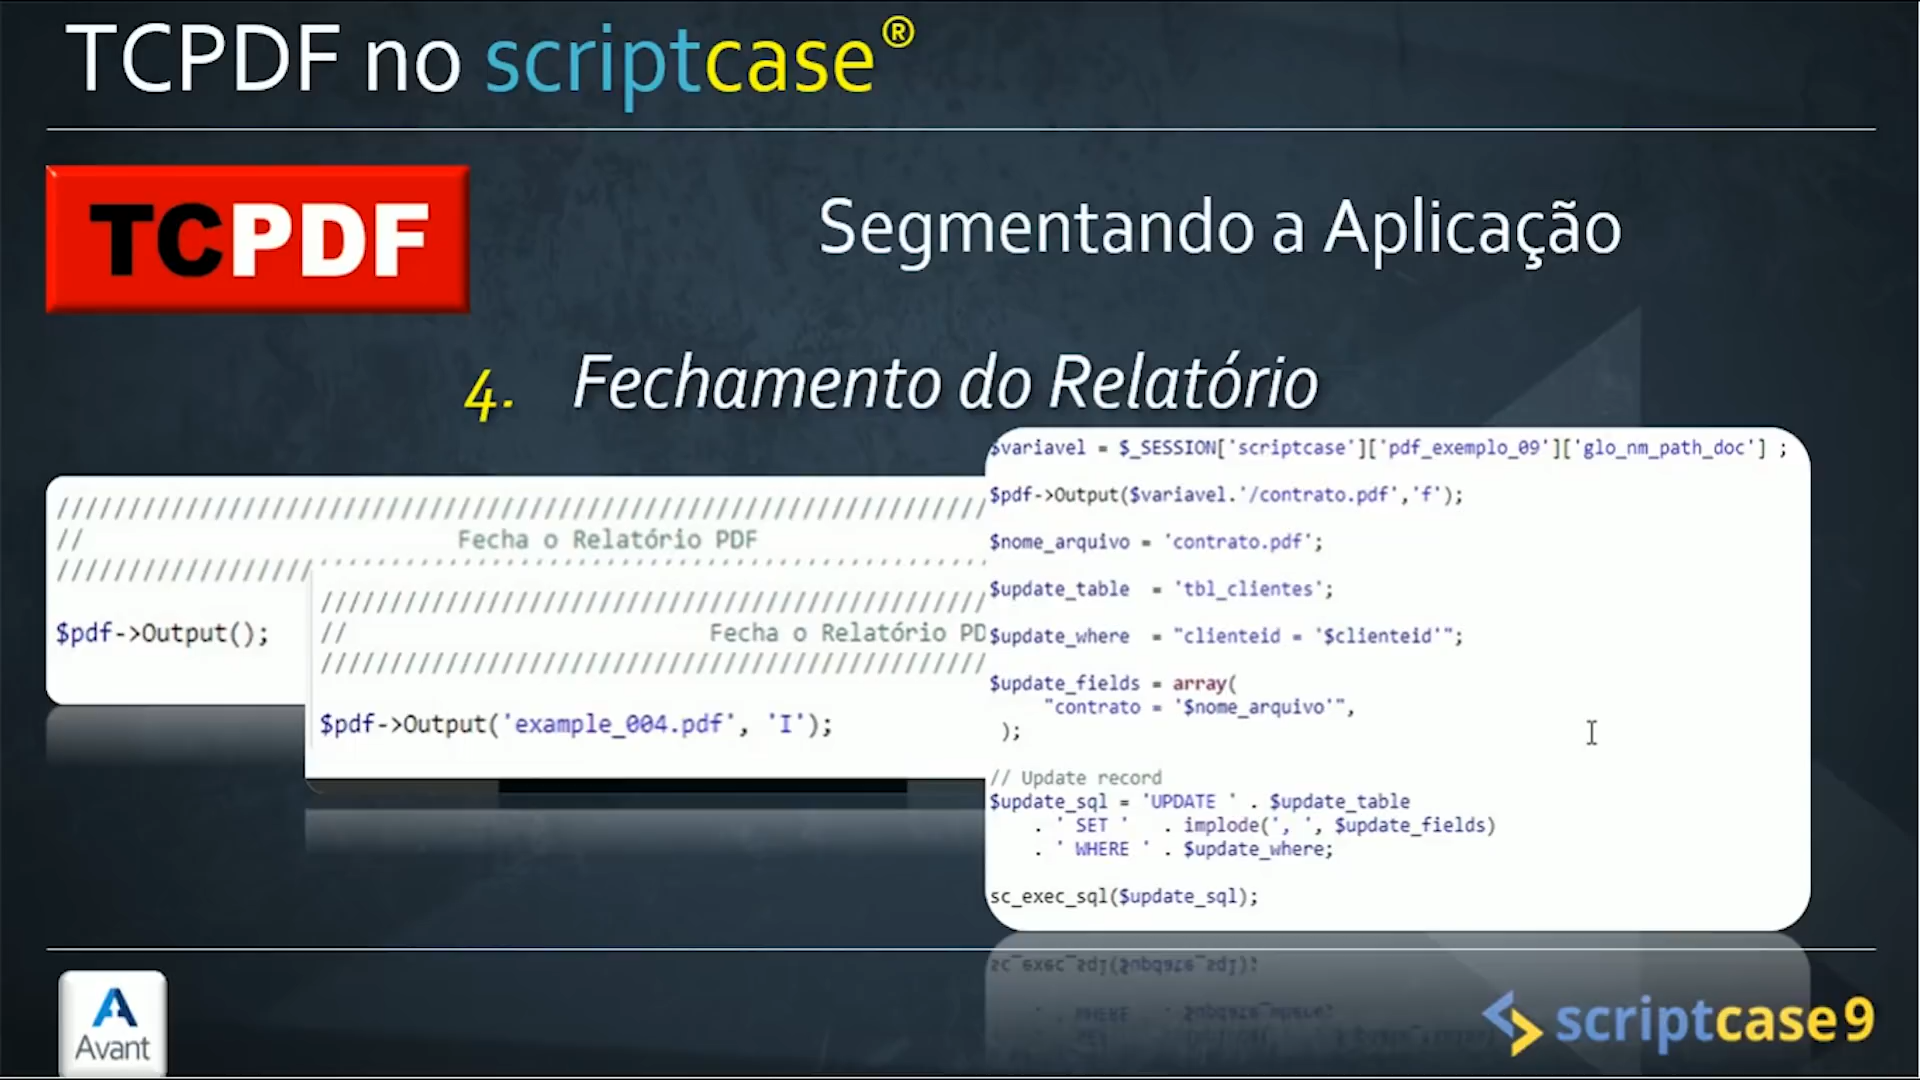 TCPDF no scriptcase®
TCPDF
Segmentando a Aplicação
4. Fechamento do Relatório
////////////////////////////////////////////////////////////////
// Fecha o Relatório PDF
////////////////////
$pdf->Output();
////////////////////////////////////////////////
// Fecha o Relatório PD
////////////////////////////////////////////////
$pdf->Output('example_004.pdf', 'I');
$variavel = $_SESSION['scriptcase']['pdf_exemplo_09']['glo_nm_path_doc'] ;
$pdf->Output($variavel.'/contrato.pdf','f');
$nome_arquivo = 'contrato.pdf';
$update_table = 'tbl_clientes';
$update_where = "clienteid = '$clienteid'";
$update_fields = array(
"contrato = '$nome_arquivo'",
);
// Update record
$update_sql = 'UPDATE ' . $update_table
. ' SET ' . implode(', ', $update_fields)
. ' WHERE ' . $update_where;
sc_exec_sql($update_sql);
A
Avant
scriptcase9